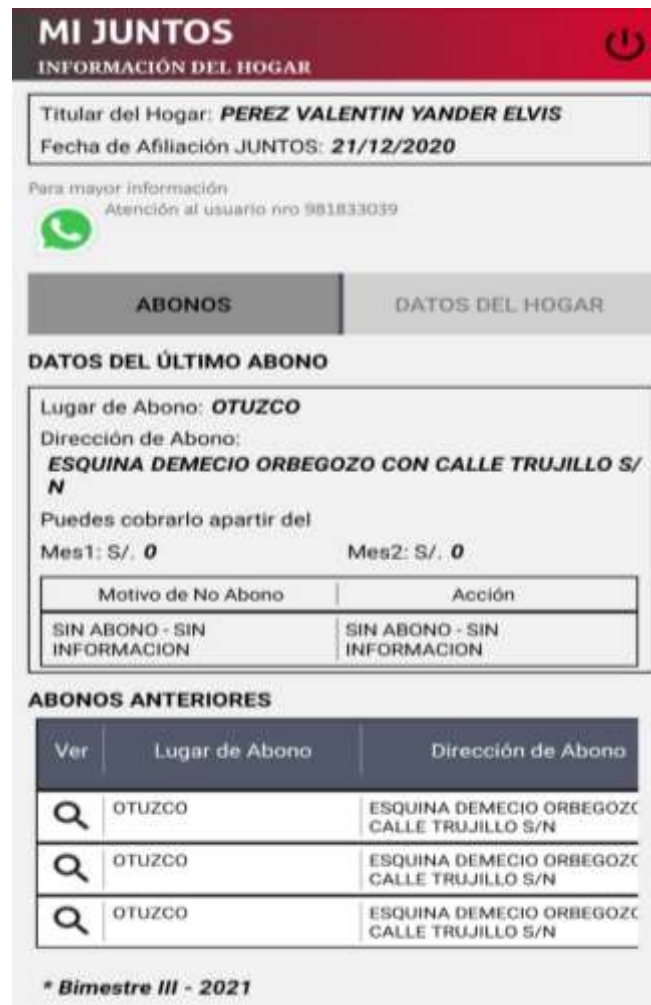 MI JUNTOS
INFORMACIÓN DEL HOGAR
Titular del Hogar: PEREZ VALENTIN YANDER ELVIS
Fecha de Afiliación JUNTOS: 21/12/2020
Para mayor información
Atención al usuario nro 981833039
ABONOS
DATOS DEL HOGAR
DATOS DEL ÚLTIMO ABONO
Lugar de Abono: OTUZCO
Dirección de Abono:
ESQUINA DEMECIO ORBEGOZO CON CALLE TRUJILLO S/
N
Puedes cobrarlo apartir del
Mes1: S/. 0 Mes2: S/. 0
Motivo de No Abono Acción
SIN ABONO - SIN SIN ABONO - SIN
INFORMACION INFORMACION
ABONOS ANTERIORES
Ver Lugar de Abono Dirección de Abono
OTUZCO ESQUINA DEMECIO ORBEGOZO
CALLE TRUJILLO S/N
OTUZCO ESQUINA DEMECIO ORBEGOZO
CALLE TRUJILLO S/N
OTUZCO ESQUINA DEMECIO ORBEGOZO
CALLE TRUJILLO S/N
* Bimestre III - 2021